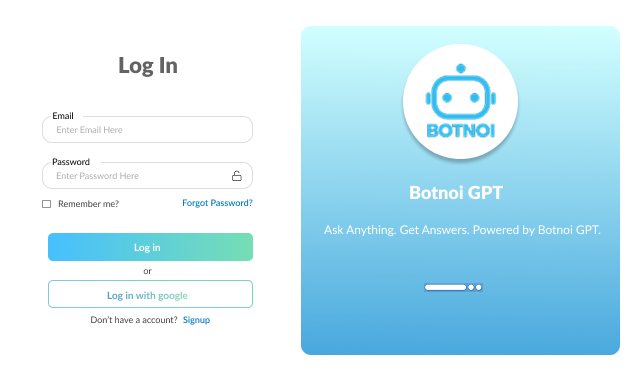 Log In
Email
Enter Email Here
Password
Enter Password Here
Remember me?
Forgot Password?
Log in
or
Log in with google
Don't have a account? Signup
BOTNOI
Botnoi GPT
Ask Anything. Get Answers. Powered by Botnoi GPT.